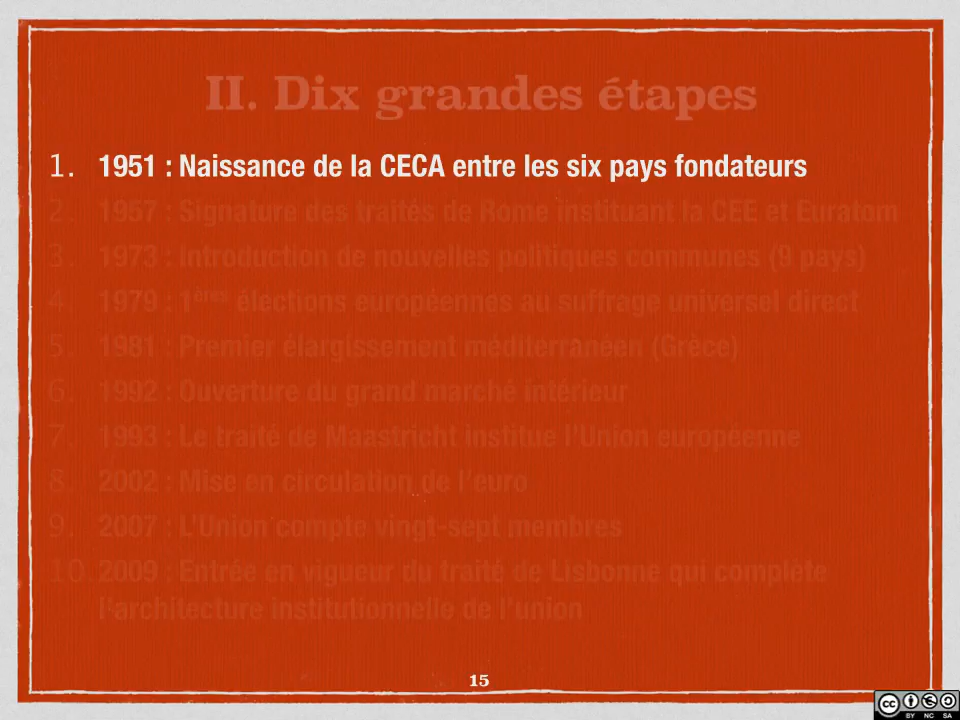 II. Dix grandes étapes
1. 1951 : Naissance de la CECA entre les six pays fondateurs
2. 1957 : Signature des traités de Rome instituant la CEE et Euratom
3. 1973 : Introduction de nouvelles politiques communes (9 pays)
4. 1979 : 1ères élections européennes au suffrage universel direct
5. 1981 : Premier élargissement méditerranéen (Grèce)
6. 1992 : Ouverture du grand marché intérieur
7. 1993 : Le traité de Maastricht institue l'Union européenne
8. 2002 : Mise en circulation de l'euro
9. 2007 : L'Union compte vingt-sept membres
10. 2009 : Entrée en vigueur du traité de Lisbonne qui complète
l'architecture institutionnelle de l'union
15
cc BY NC SA